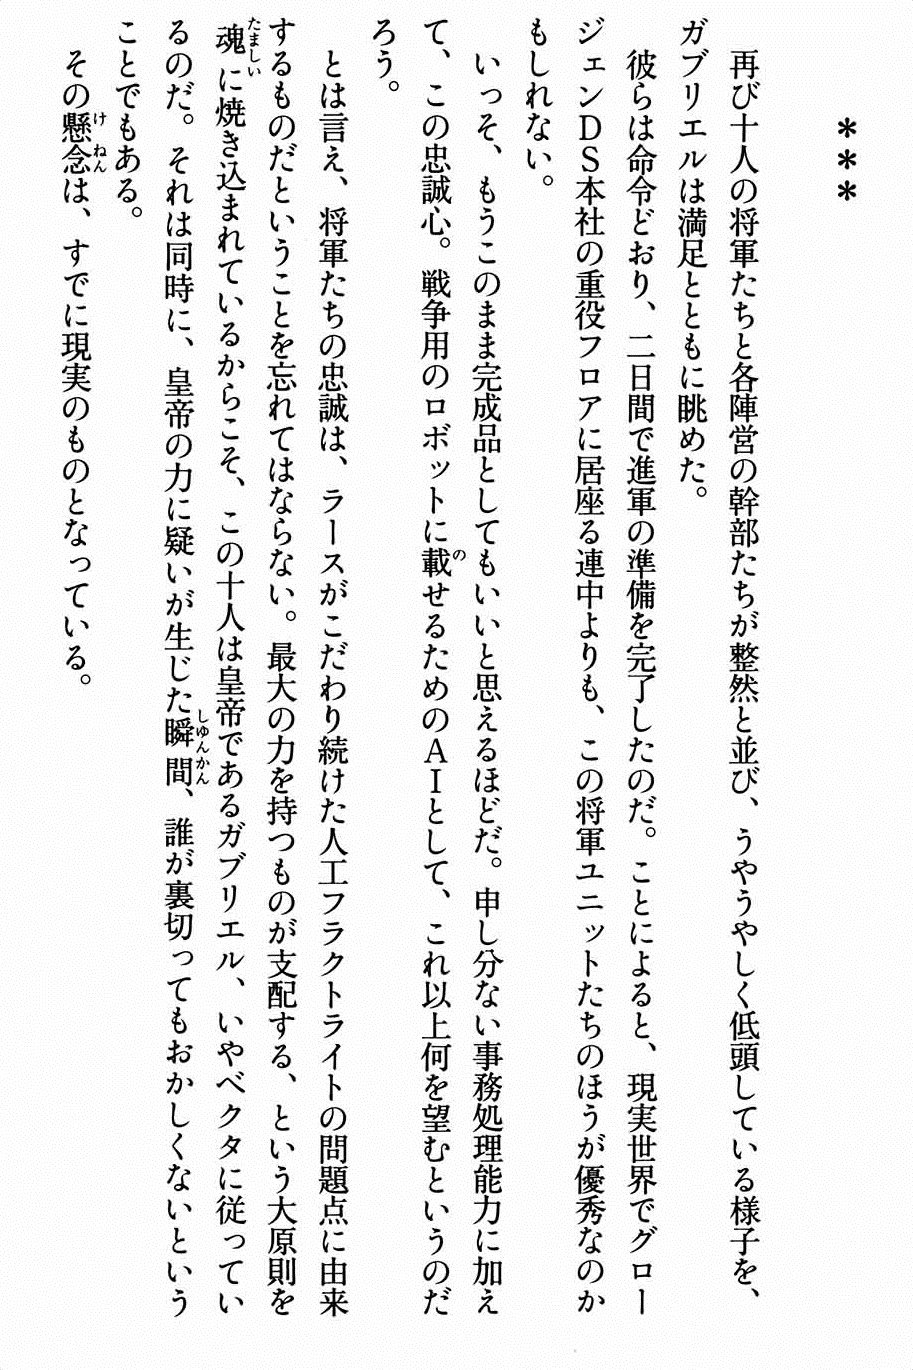 ＊＊＊
再び十人の将軍たちと各陣営の幹部たちが整然と並び、うやうやしく低頭している様子を、
ガブリエルは満足とともに眺めた。
彼らは命令どおり、二日間で進軍の準備を完了したのだ。ことによると、現実世界でグロー
ジェンＤＳ本社の重役フロアに居座る連中よりも、この将軍ユニットたちのほうが優秀なのか
もしれない。
いっそ、もうこのまま完成品としてもいいと思えるほどだ。申し分ない事務処理能力に加え
て、この忠誠心。戦争用のロボットに載せるためのＡＩとして、これ以上何を望むというのだ
ろう。
とは言え、将軍たちの忠誠は、ラースがこだわり続けた人工フラクトライトの問題点に由来
するものだということを忘れてはならない。最大の力を持つものが支配する、という大原則を
魂に焼き込まれているからこそ、この十人は皇帝であるガブリエル、いやベクタに従ってい
るのだ。それは同時に、皇帝の力に疑いが生じた瞬間、誰が裏切ってもおかしくないという
ことでもある。
その懸念は、すでに現実のものとなっている。